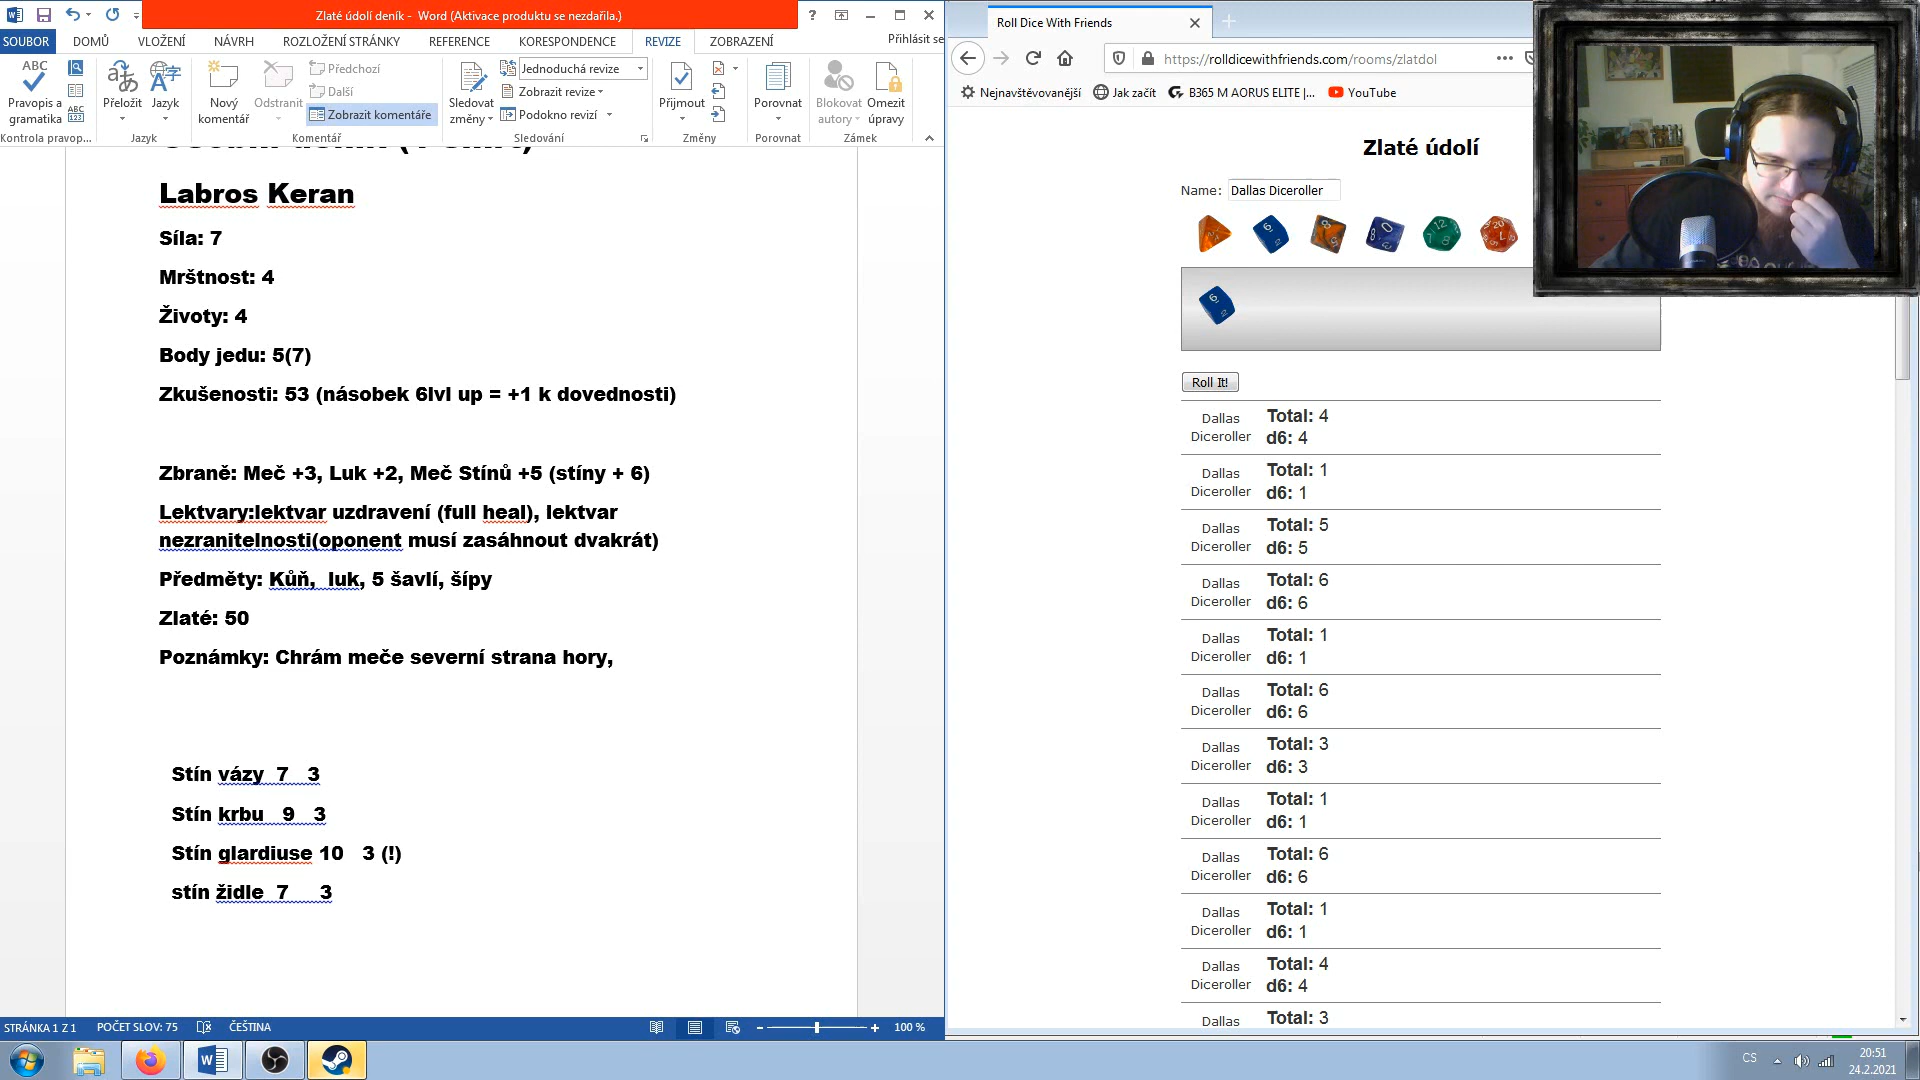 Zlaté údolí deník - Word (Aktivace produktu se nezdařila.)
SOUBOR DOMŮ VLOŽENÍ NÁVRH ROZLOŽENÍ STRÁNKY REFERENCE KORESPONDENCE REVIZE ZOBRAZENÍ Přihlásit se
Pravopis a gramatika
Přeložit
Jazyk
Nový komentář
Odstranit
Předchozí
Další
Zobrazit komentáře
Sledovat změny
Jednoduchá revize
Zobrazit revize
Podokno revizí
Přijmout
Porovnat
Blokovat autory
Omezit úpravy
Kontrola pravop... Jazyk Komentář Sledování Změny Porovnat Zámek
Labros Keran
Síla: 7
Mrštnost: 4
Životy: 4
Body jedu: 5(7)
Zkušenosti: 53 (násobek 6lvl up = +1 k dovednosti)
Zbraně: Meč +3, Luk +2, Meč Stínů +5 (stíny + 6)
Lektvary:lektvar uzdravení (full heal), lektvar
nezranitelnosti(oponent musí zasáhnout dvakrát)
Předměty: Kůň, luk, 5 šavlí, šípy
Zlaté: 50
Poznámky: Chrám meče severní strana hory,
Stín vázy 7 3
Stín krbu 9 3
Stín glardiuse 10 3 (!)
stín židle 7 3
STRÁNKA 1 Z 1 POČET SLOV: 75 ČEŠTINA 100 %
Roll Dice With Friends
https://rolldicewithfriends.com/rooms/zlatdol
Nejnavštěvovanější Jak začít B365 M AORUS ELITE |... YouTube
Zlaté údolí
Name: Dallas Diceroller
Roll It!
Dallas Diceroller Total: 4
d6: 4
Dallas Diceroller Total: 1
d6: 1
Dallas Diceroller Total: 5
d6: 5
Dallas Diceroller Total: 6
d6: 6
Dallas Diceroller Total: 1
d6: 1
Dallas Diceroller Total: 6
d6: 6
Dallas Diceroller Total: 3
d6: 3
Dallas Diceroller Total: 1
d6: 1
Dallas Diceroller Total: 6
d6: 6
Dallas Diceroller Total: 1
d6: 1
Dallas Diceroller Total: 4
d6: 4
Dallas Total: 3
CS 20:51
24.2.2021